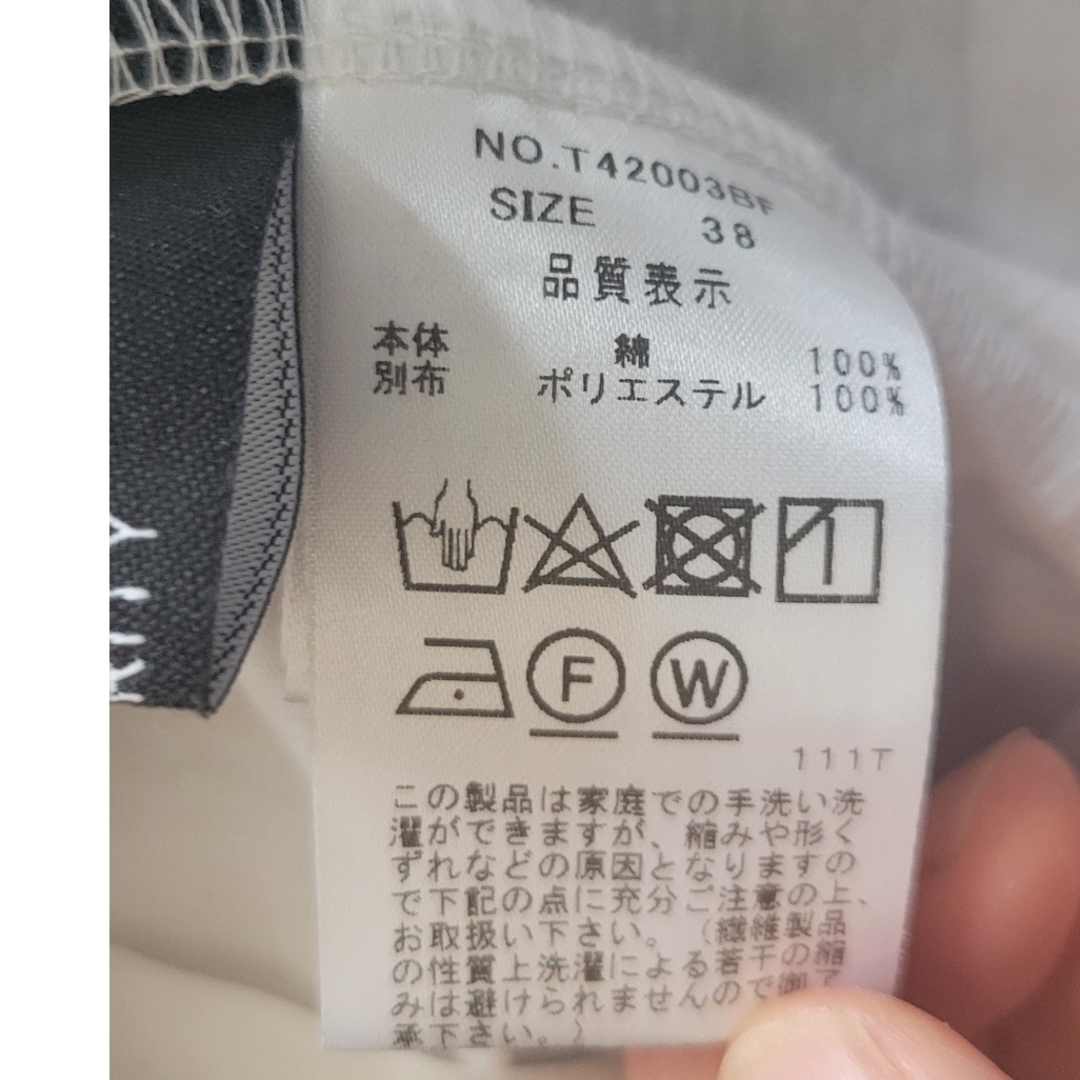 NO.T42003BF
SIZE 38
品質表示
本体 綿 100%
別布 ポリエステル 100%
F W
111T
この製品は家庭での手洗い洗
濯ができますが、縮みや形く
ずれなどの原因となりますの
で下記の点に充分ご注意の上、
お取扱い下さい。(繊維製品
の性質上洗濯による若干の縮
みは避けられませんので御了
承下さい。)